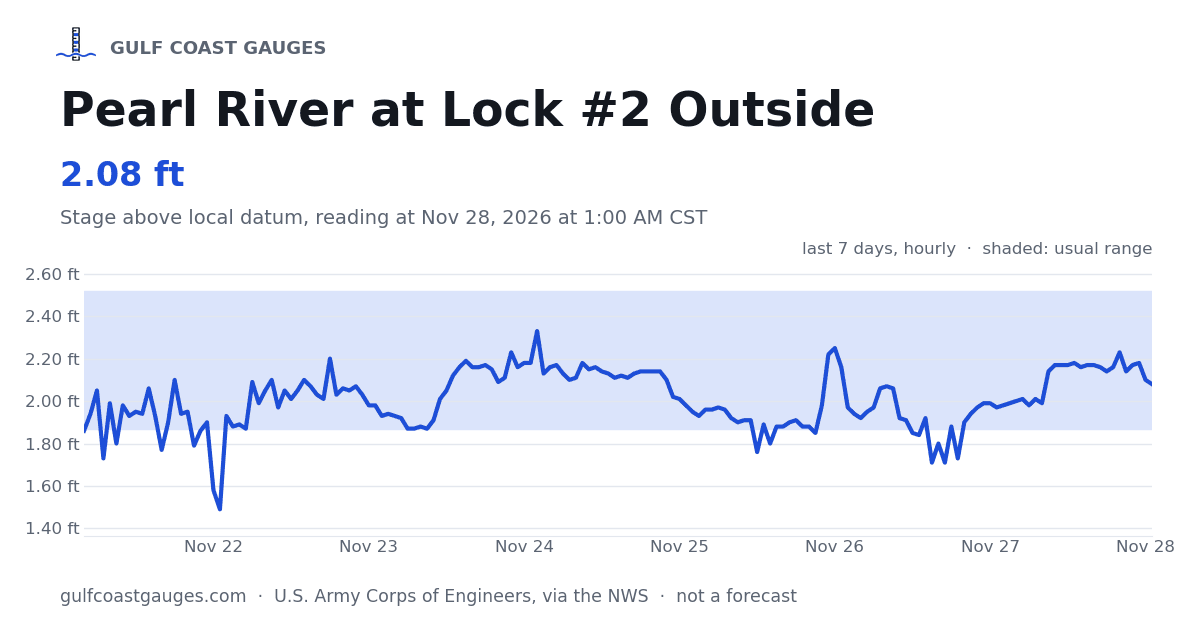 GULF COAST GAUGES
Pearl River at Lock #2 Outside
2.08 ft
Stage above local datum, reading at Nov 28, 2026 at 1:00 AM CST
last 7 days, hourly · shaded: usual range
2.60 ft
2.40 ft
2.20 ft
2.00 ft
1.80 ft
1.60 ft
1.40 ft
Nov 22 Nov 23 Nov 24 Nov 25 Nov 26 Nov 27 Nov 28
gulfcoastgauges.com · U.S. Army Corps of Engineers, via the NWS · not a forecast